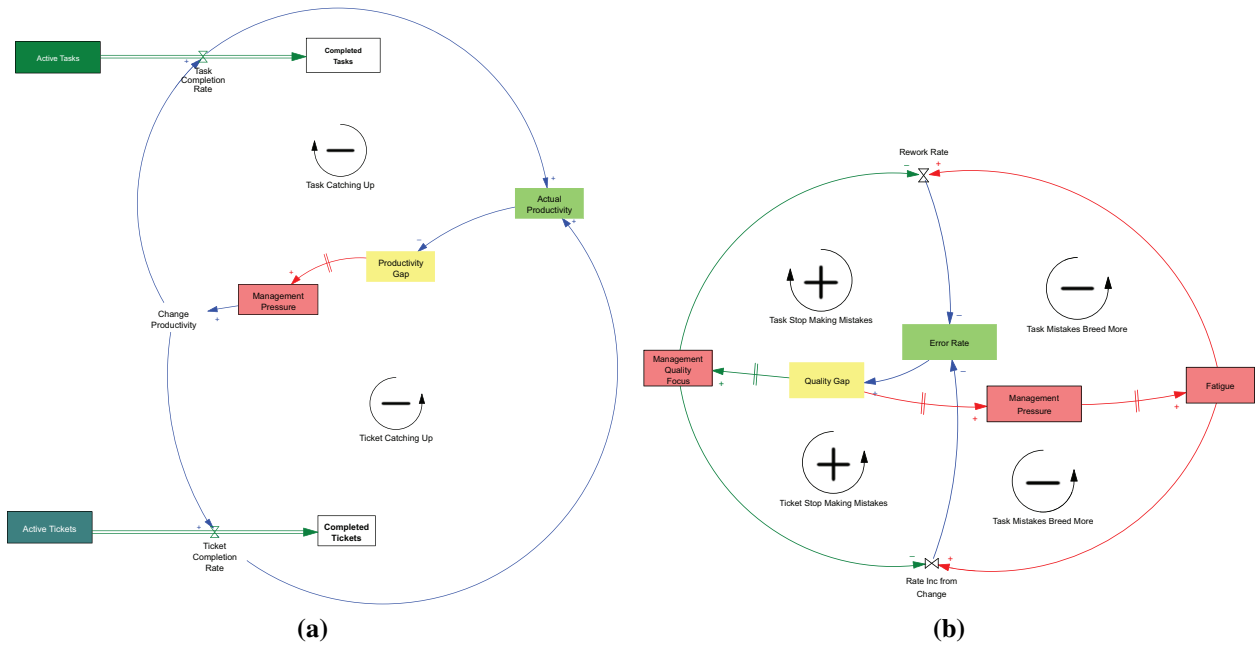 Active Tasks
+
Task
Completion
Rate
Completed
Tasks
−
Task Catching Up
+
Actual
Productivity
+
−
Productivity
Gap
+
Management
Pressure
+
Change
Productivity
−
Ticket Catching Up
Active Tickets
+
Ticket
Completion
Rate
Completed
Tickets
(a)
Rework Rate
−
+
+
Task Stop Making Mistakes
−
Task Mistakes Breed More
−
Error Rate
−
Management
Quality
Focus
+
Quality Gap
+
Management
Pressure
+
Fatigue
+
+
Ticket Stop Making Mistakes
−
Task Mistakes Breed More
−
+
Rate Inc from
Change
(b)